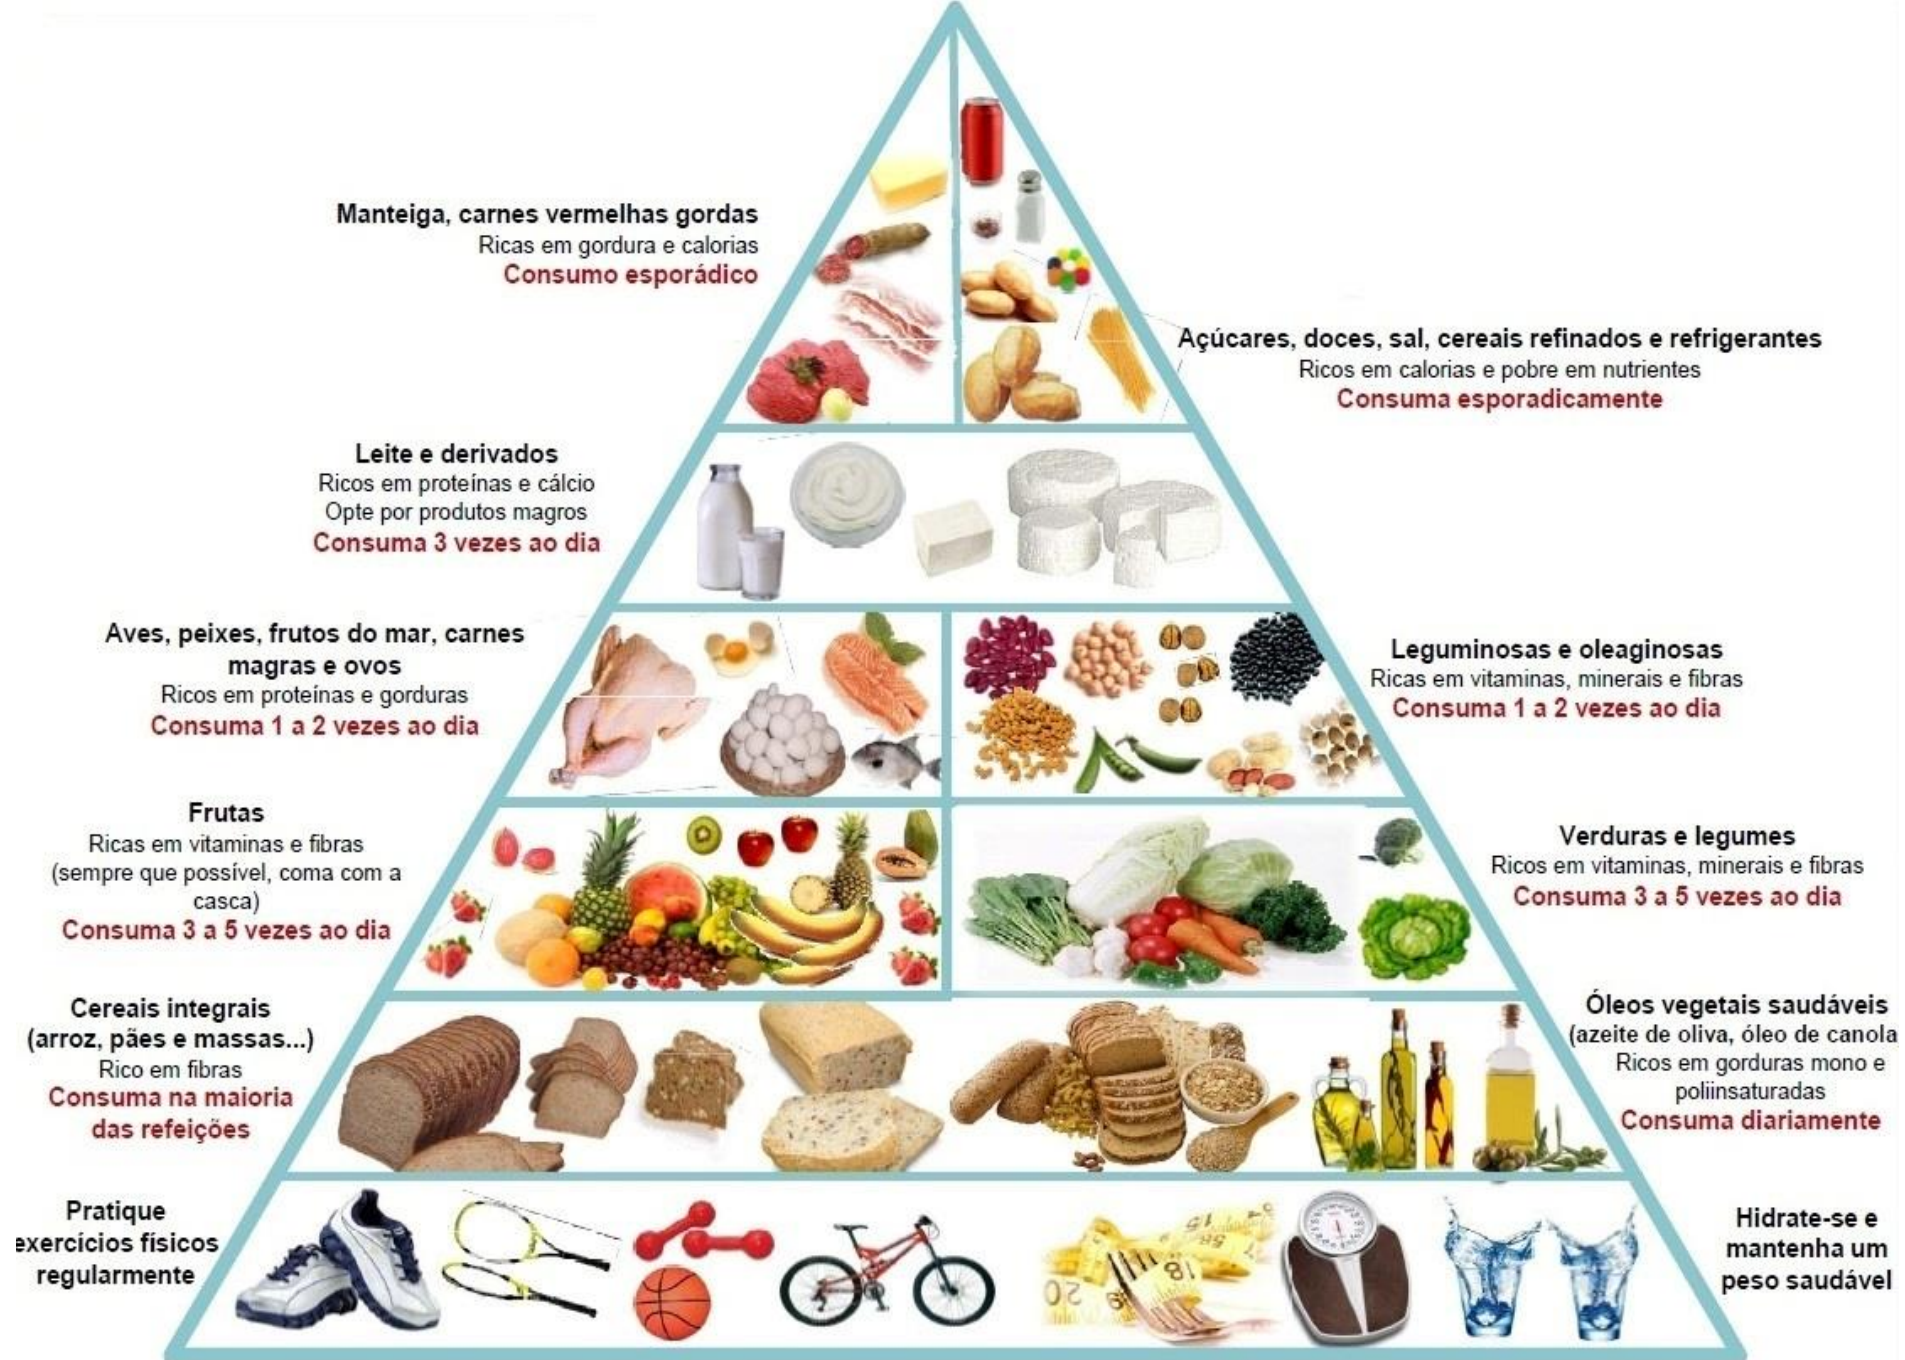 Manteiga, carnes vermelhas gordas
Ricas em gordura e calorias
Consumo esporádico
Açúcares, doces, sal, cereais refinados e refrigerantes
Ricos em calorias e pobre em nutrientes
Consuma esporadicamente
Leite e derivados
Ricos em proteínas e cálcio
Opte por produtos magros
Consuma 3 vezes ao dia
Aves, peixes, frutos do mar, carnes
magras e ovos
Ricos em proteínas e gorduras
Consuma 1 a 2 vezes ao dia
Leguminosas e oleaginosas
Ricas em vitaminas, minerais e fibras
Consuma 1 a 2 vezes ao dia
Frutas
Ricas em vitaminas e fibras
(sempre que possível, coma com a
casca)
Consuma 3 a 5 vezes ao dia
Verduras e legumes
Ricos em vitaminas, minerais e fibras
Consuma 3 a 5 vezes ao dia
Cereais integrais
(arroz, pães e massas...)
Rico em fibras
Consuma na maioria
das refeições
Óleos vegetais saudáveis
(azeite de oliva, óleo de canola
Ricos em gorduras mono e
poliinsaturadas
Consuma diariamente
Pratique
exercícios físicos
regularmente
Hidrate-se e
mantenha um
peso saudável